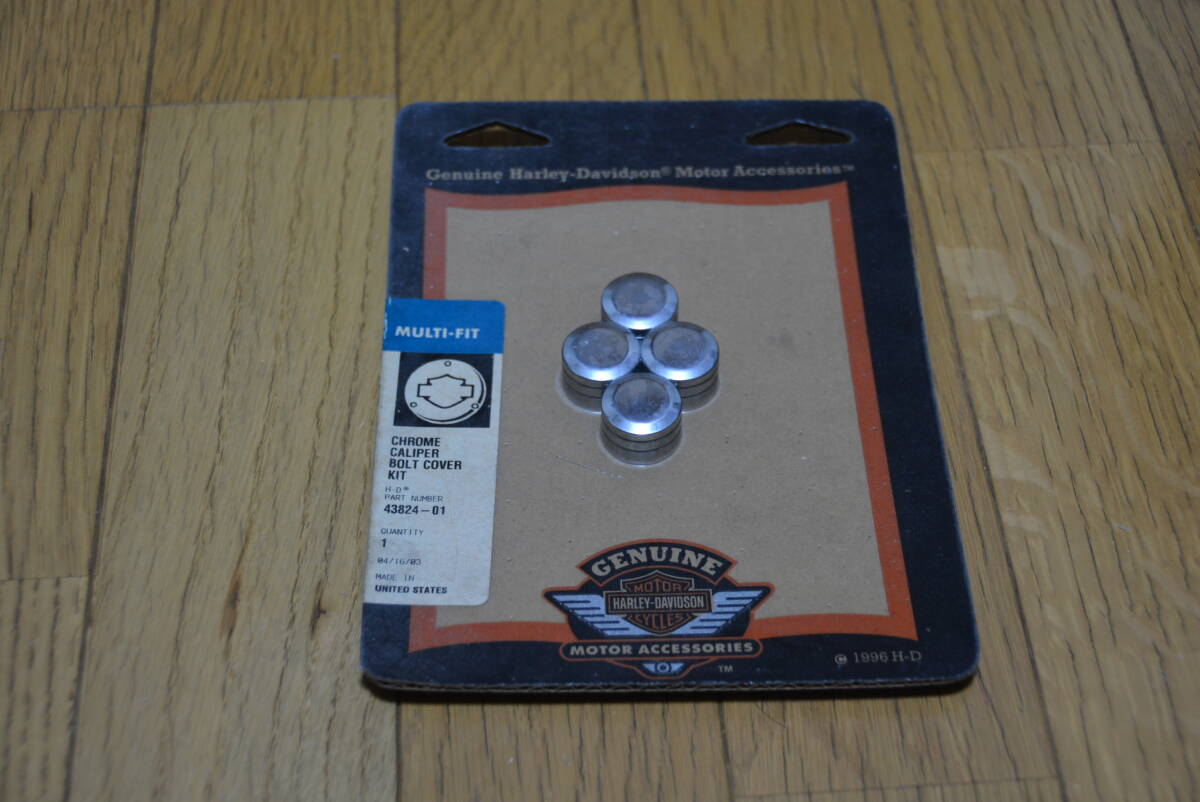 Genuine Harley-Davidson® Motor Accessories™
MULTI-FIT
CHROME
CALIPER
BOLT COVER
KIT
H-D®
PART NUMBER
43824-01
QUANTITY
1
04/16/03
MADE IN
UNITED STATES
GENUINE
MOTOR
HARLEY-DAVIDSON
CYCLES
MOTOR ACCESSORIES
TM
© 1996 H-D